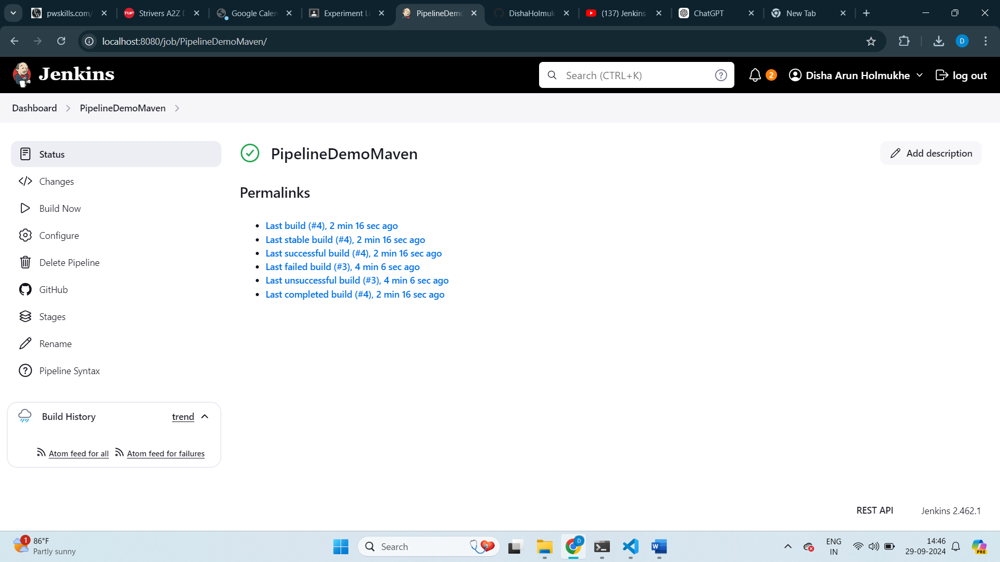 pwskills.com/
Strivers A2Z D
Google Calen
Experiment Li
PipelineDemo
DishaHolmuk
(137) Jenkins
ChatGPT
New Tab
localhost:8080/job/PipelineDemoMaven/
D
Jenkins
Search (CTRL+K)
2
Disha Arun Holmukhe
log out
Dashboard
PipelineDemoMaven
Status
Changes
Build Now
Configure
Delete Pipeline
GitHub
Stages
Rename
Pipeline Syntax
Build History
trend
Atom feed for all
Atom feed for failures
PipelineDemoMaven
Add description
Permalinks
Last build (#4), 2 min 16 sec ago
Last stable build (#4), 2 min 16 sec ago
Last successful build (#4), 2 min 16 sec ago
Last failed build (#3), 4 min 6 sec ago
Last unsuccessful build (#3), 4 min 6 sec ago
Last completed build (#4), 2 min 16 sec ago
REST API
Jenkins 2.462.1
1
86°F
Partly sunny
Search
D
W
ENG
IN
14:46
29-09-2024
PRE